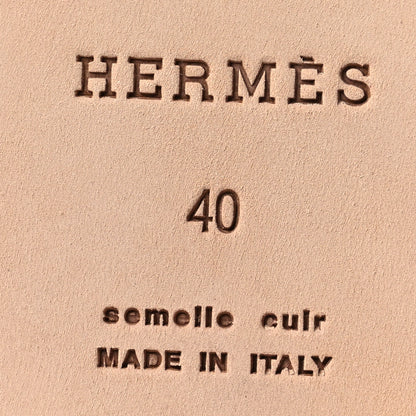 HERMÈS
40
semelle cuir
MADE IN ITALY